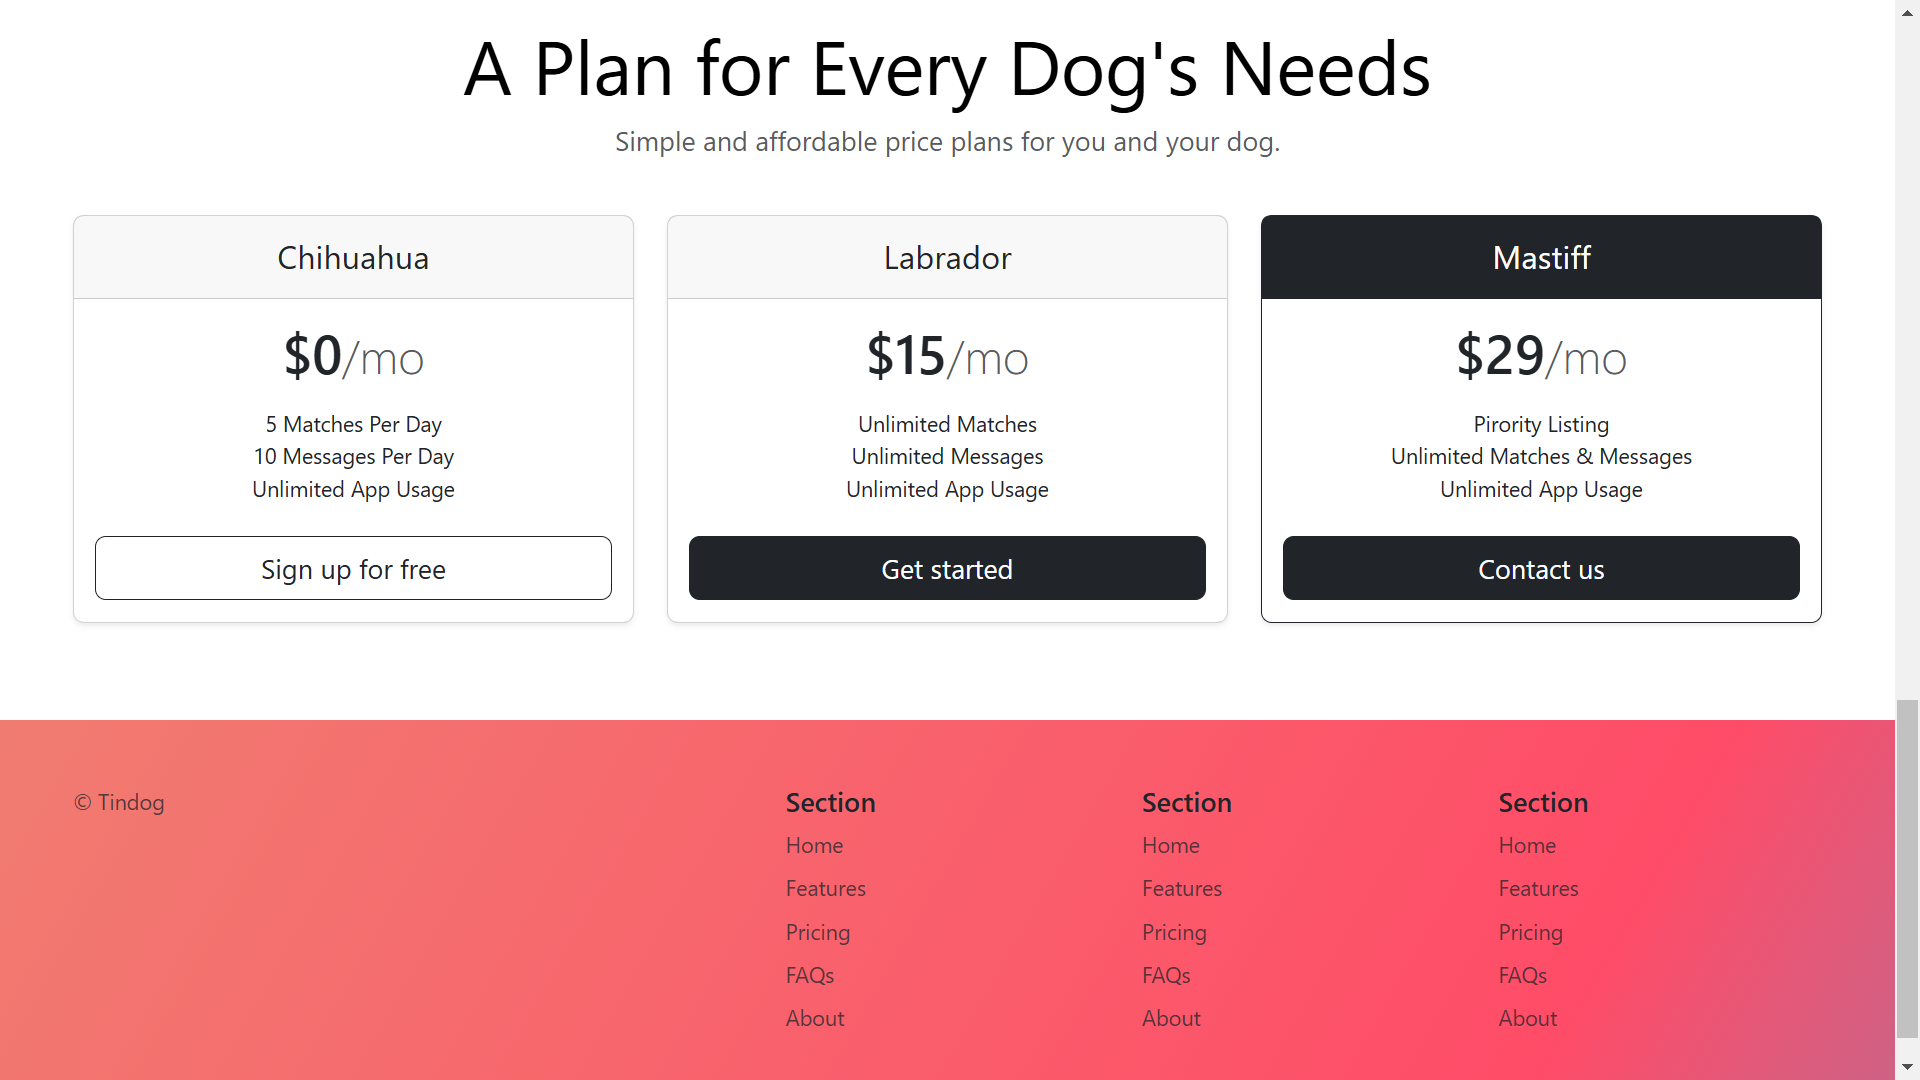 A Plan for Every Dog's Needs
Simple and affordable price plans for you and your dog.
Chihuahua
$0/mo
5 Matches Per Day
10 Messages Per Day
Unlimited App Usage
Sign up for free
Labrador
$15/mo
Unlimited Matches
Unlimited Messages
Unlimited App Usage
Get started
Mastiff
$29/mo
Pirority Listing
Unlimited Matches & Messages
Unlimited App Usage
Contact us
© Tindog
Section
Home
Features
Pricing
FAQs
About
Section
Home
Features
Pricing
FAQs
About
Section
Home
Features
Pricing
FAQs
About